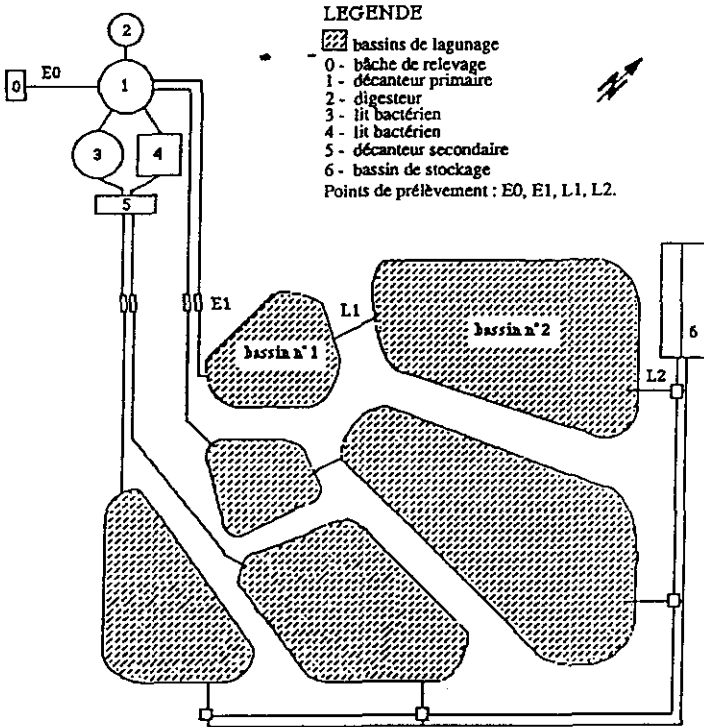 LEGENDE
bassins de lagunage
0 - bâche de relevage
1 - décanteur primaire
2 - digesteur
3 - lit bactérien
4 - lit bactérien
5 - décanteur secondaire
6 - bassin de stockage
Points de prélèvement : E0, E1, L1, L2.
2
0
E0
1
3
4
5
E1
L1
bassin n° 1
bassin n° 2
6
L2